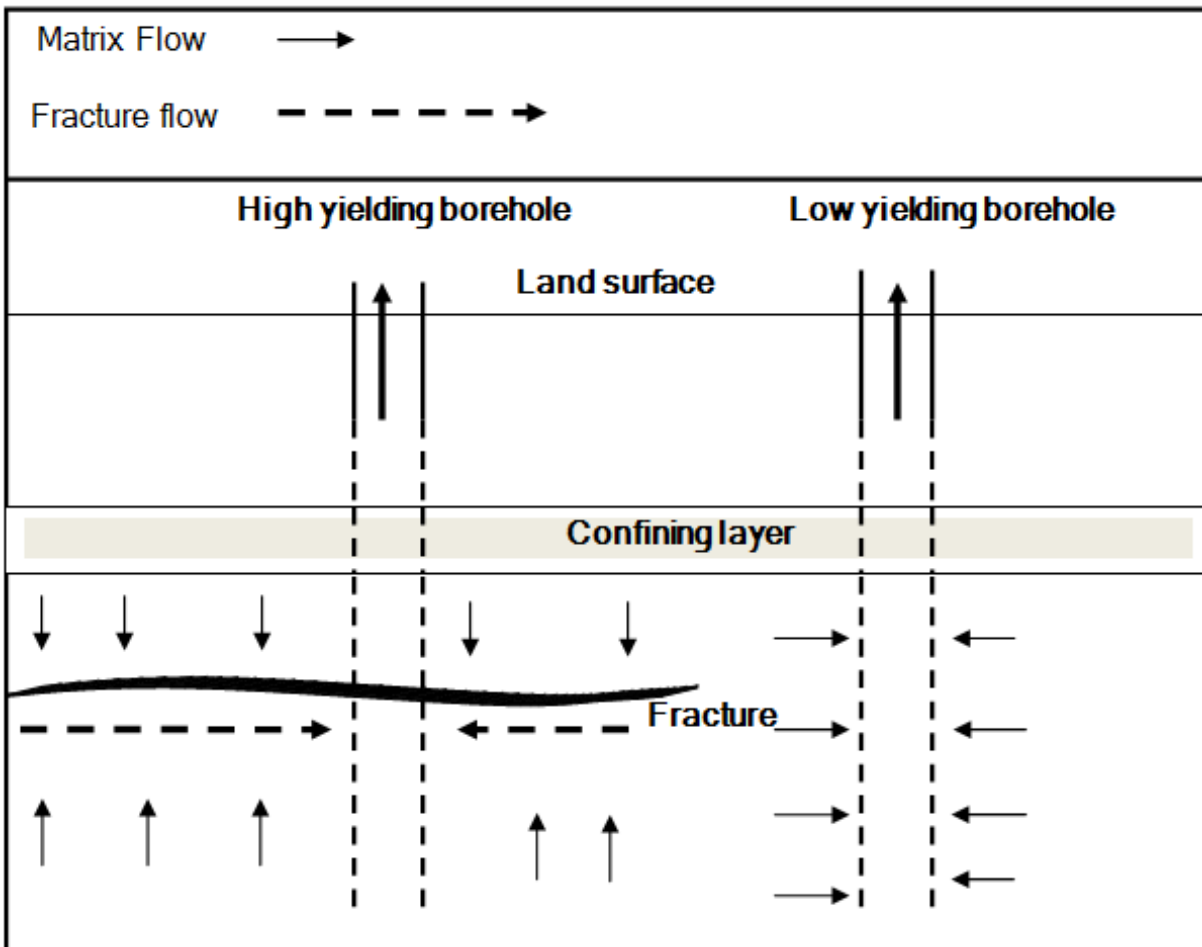 Matrix Flow
Fracture flow
High yielding borehole
Low yielding borehole
Land surface
Confining layer
Fracture